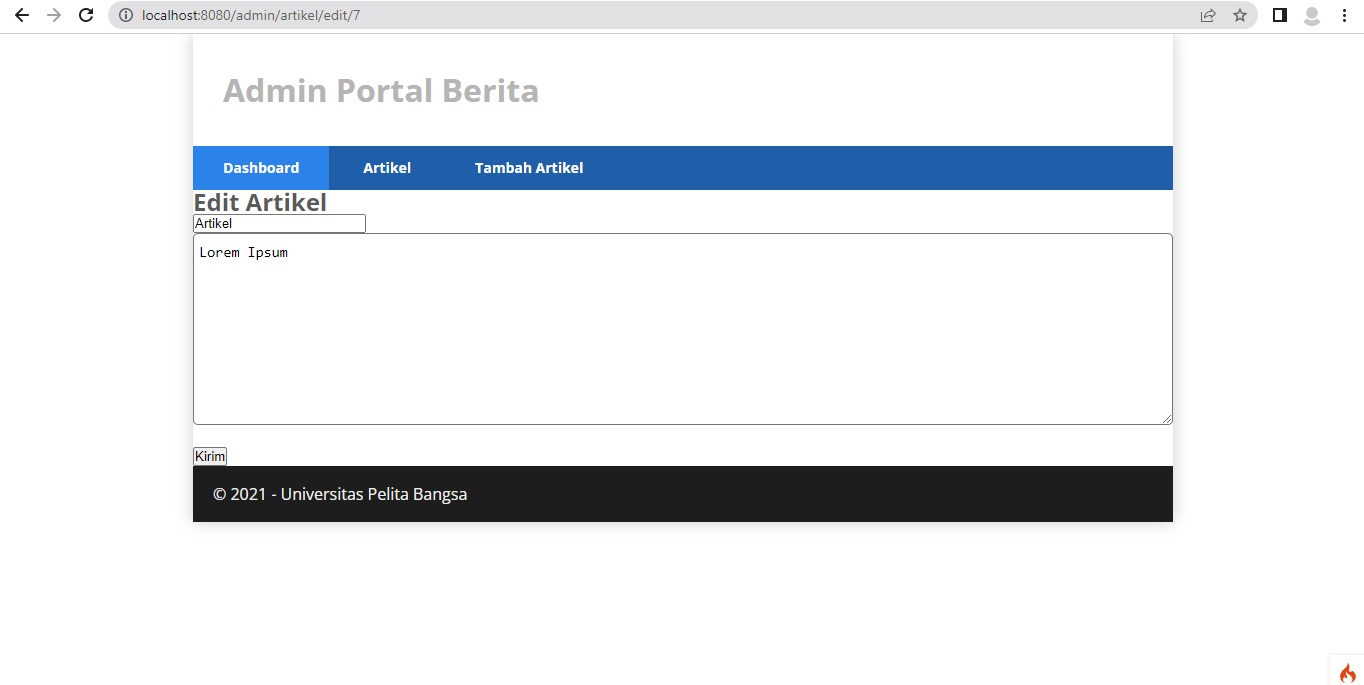 localhost:8080/admin/artikel/edit/7
Admin Portal Berita
Dashboard Artikel Tambah Artikel
Edit Artikel
Artikel
Lorem Ipsum
Kirim
© 2021 - Universitas Pelita Bangsa